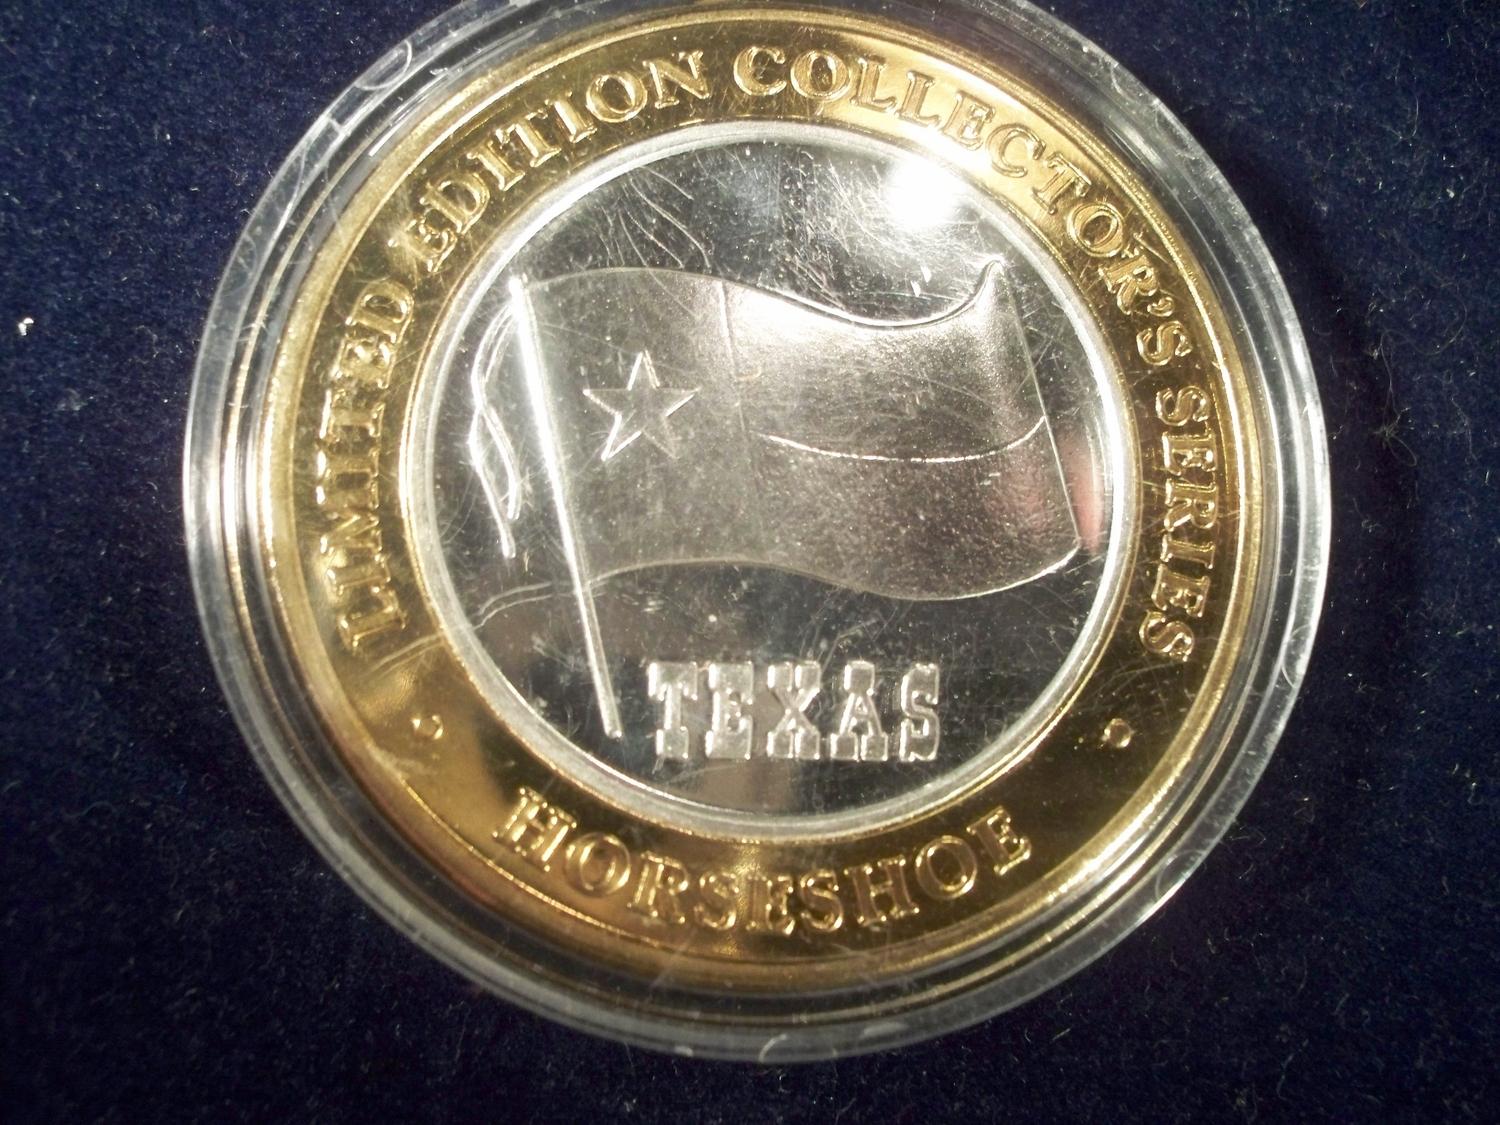 LIMITED EDITION COLLECTOR'S SERIES
TEXAS
HORSESHOE